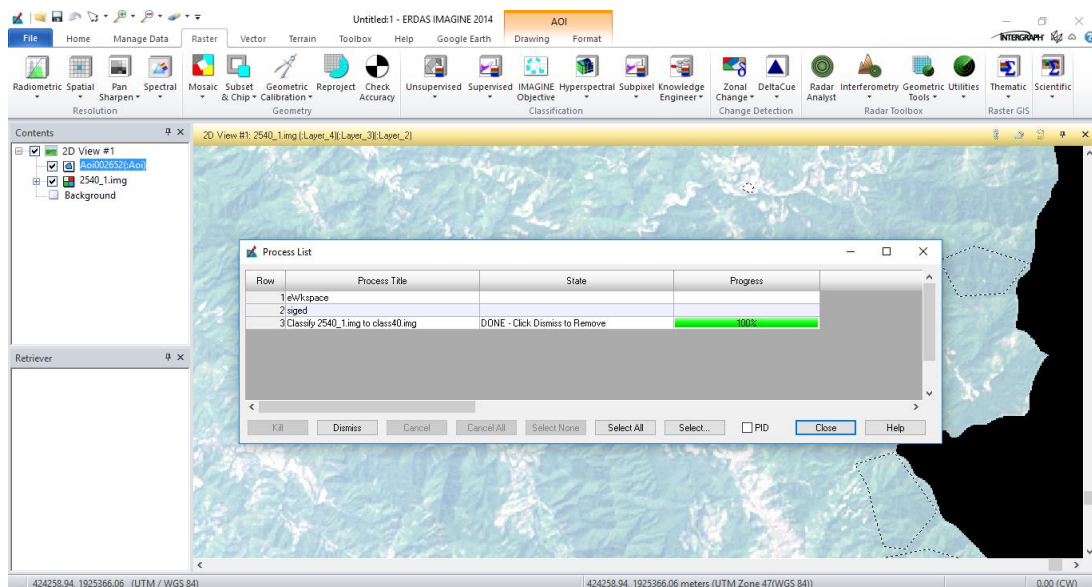 Untitled:1 - ERDAS IMAGINE 2014
AOI
File Home Manage Data Raster Vector Terrain Toolbox Help Google Earth Drawing Format
INTERGRAPH
Radiometric Spatial Pan Sharpen Spectral Mosaic Subset & Chip Geometric Calibration Reproject Check Accuracy Unsupervised Supervised IMAGINE Objective Hyperspectral Subpixel Knowledge Engineer Zonal Change DeltaCue Radar Analyst Interferometry Geometric Tools Utilities Thematic Scientific
Resolution Geometry Classification Change Detection Radar Toolbox Raster GIS
Contents
2D View #1: 2540_1.img (:Layer_4)(:Layer_3)(:Layer_2)
2D View #1
Aoi002652(:Aoi)
2540_1.img
Background
Process List
Row Process Title State Progress
1 eWkspace
2 siged
3 Classify 2540_1.img to class40.img DONE - Click Dismiss to Remove 100%
Retriever
Kill Dismiss Cancel Cancel All Select None Select All Select... PID Close Help
424258.94, 1925366.06 (UTM / WGS 84)
424258.94, 1925366.06 meters (UTM Zone 47(WGS 84))
0.00 (CW)